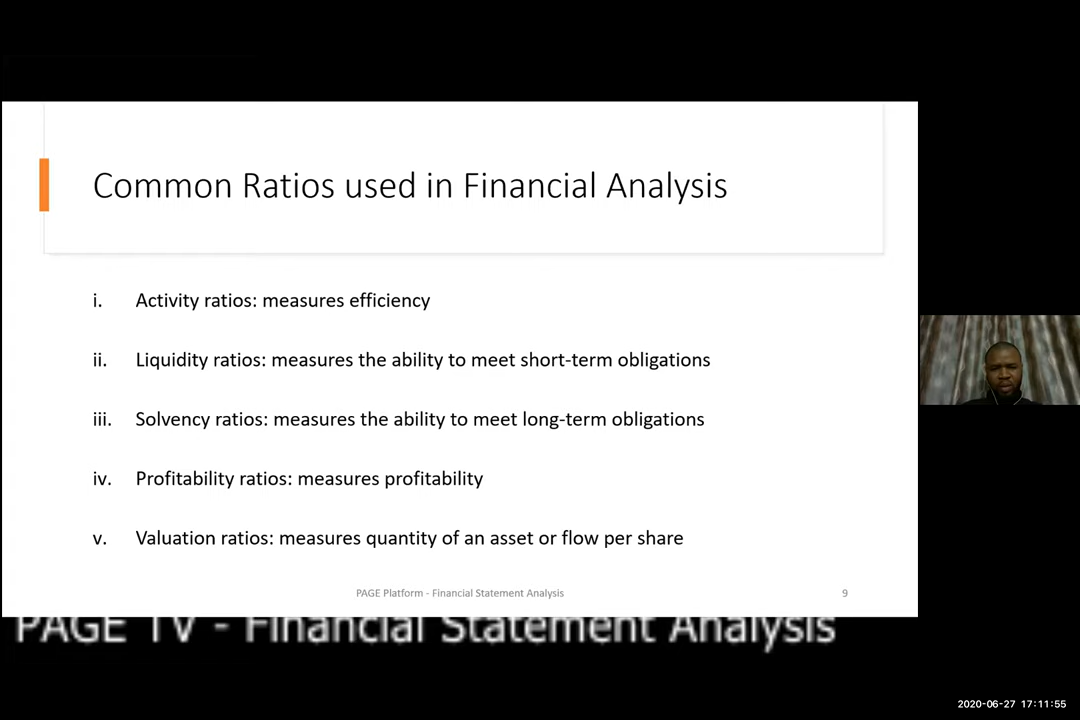 Common Ratios used in Financial Analysis
i. Activity ratios: measures efficiency
ii. Liquidity ratios: measures the ability to meet short-term obligations
iii. Solvency ratios: measures the ability to meet long-term obligations
iv. Profitability ratios: measures profitability
v. Valuation ratios: measures quantity of an asset or flow per share
PAGE Platform - Financial Statement Analysis 9
PAGE TV - Financial Statement Analysis
2020-06-27 17:11:55